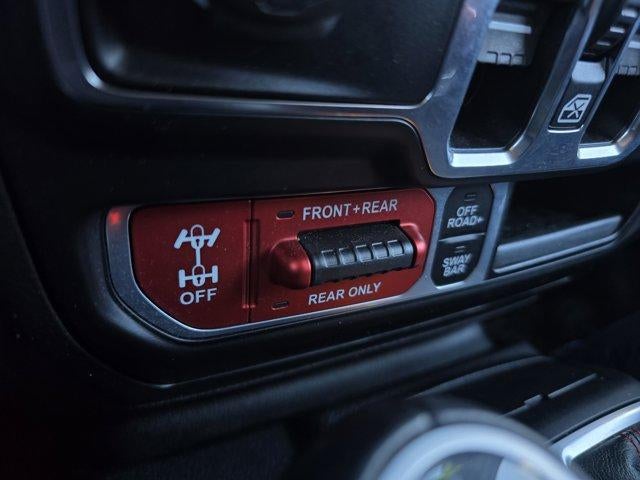 FRONT+REAR
OFF
REAR ONLY
OFF
ROAD+
SWAY
BAR